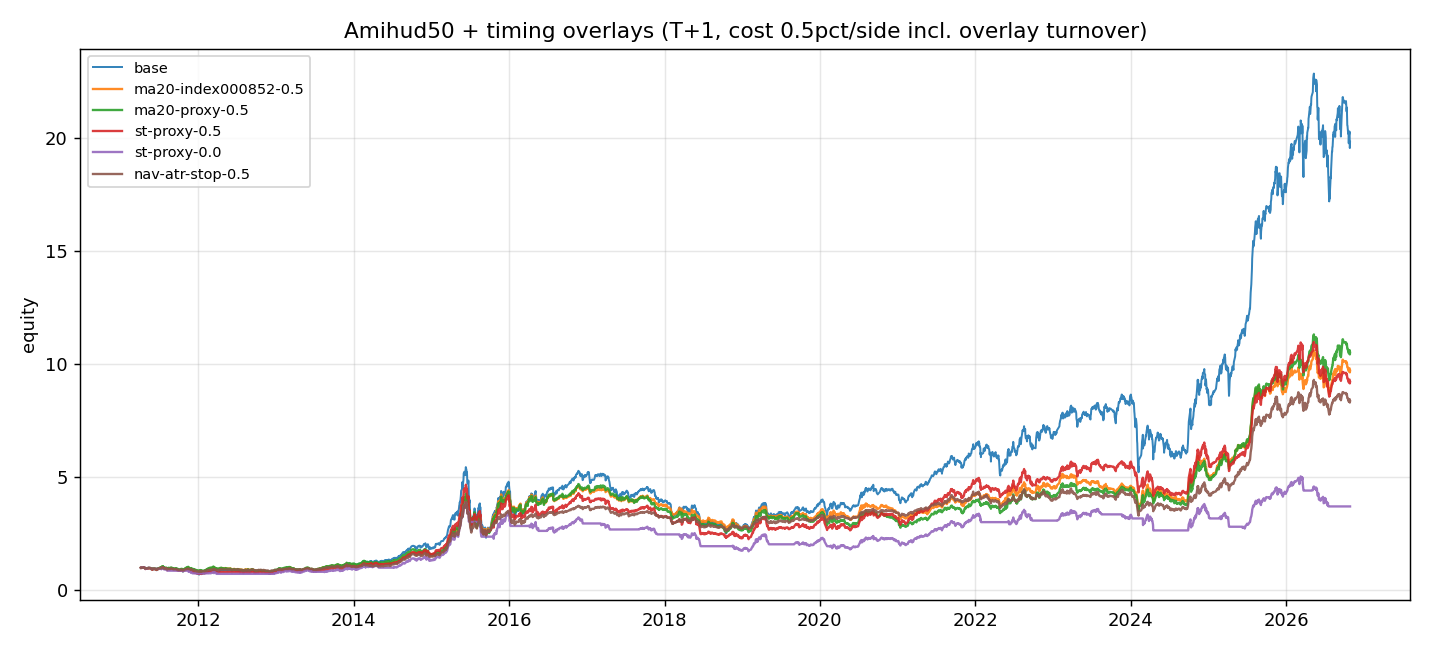 Amihud50 + timing overlays (T+1, cost 0.5pct/side incl. overlay turnover)
base
ma20-index000852-0.5
ma20-proxy-0.5
st-proxy-0.5
st-proxy-0.0
nav-atr-stop-0.5
equity
20
15
10
5
0
2012
2014
2016
2018
2020
2022
2024
2026